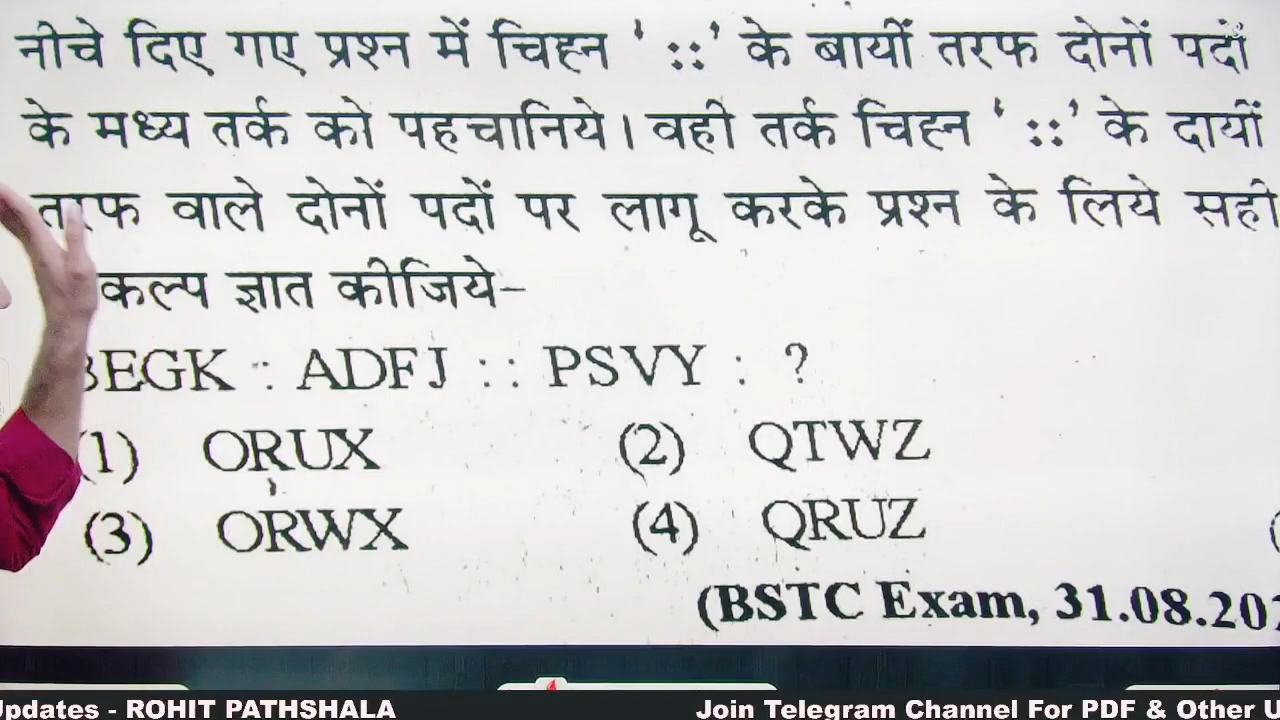 नीचे दिए गए प्रश्न में चिह्न ' :: ' के बायीं तरफ दोनों पदों
के मध्य तर्क को पहचानिये। वही तर्क चिह्न ' :: ' के दायीं
तरफ वाले दोनों पदों पर लागू करके प्रश्न के लिये सही
ज्ञात कीजिये–
: ADFJ :: PSVY : ?
(1) ORUX (2) QTWZ
(3) ORWX (4) QRUZ
(BSTC Exam, 31.08.20
Updates - ROHIT PATHSHALA Join Telegram Channel For PDF & Other U